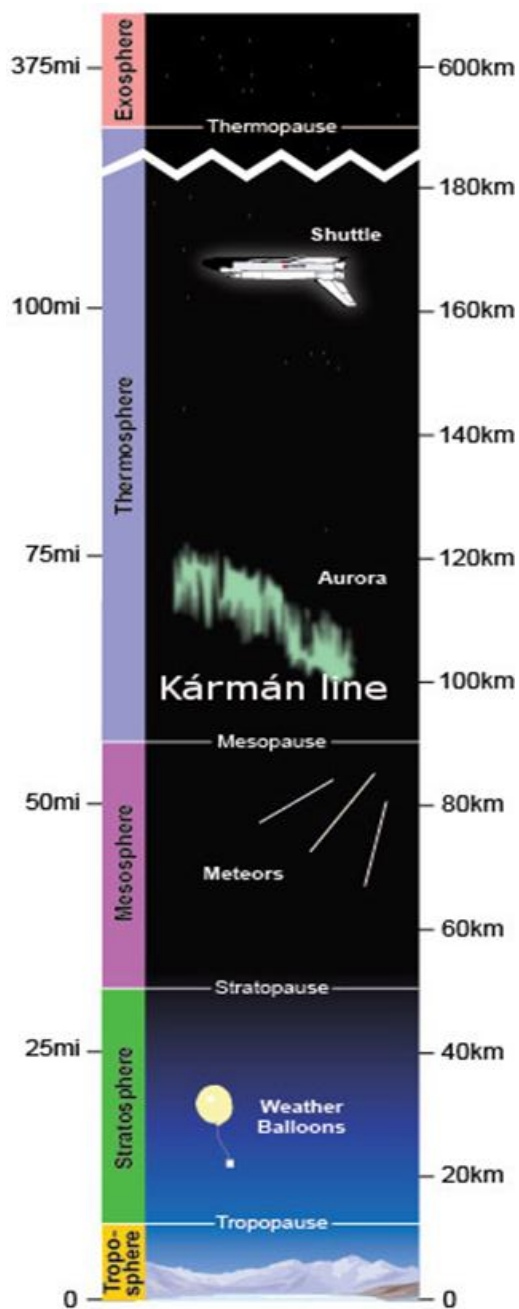 375mi
Exosphere
600km
Thermopause
180km
Shuttle
100mi
160km
Thermosphere
140km
75mi
120km
Aurora
Kármán line
100km
Mesopause
50mi
80km
Mesosphere
Meteors
60km
Stratopause
25mi
40km
Stratosphere
Weather
Balloons
20km
Tropopause
Tropo-
sphere
0
0